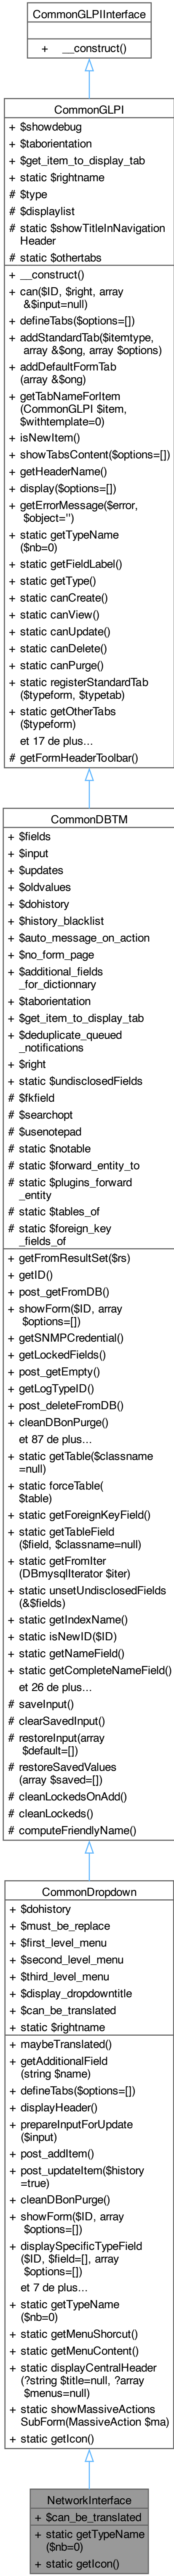 CommonGLPIInterface
+ __construct()
CommonGLPI
+ $showdebug
+ $taborientation
+ $get_item_to_display_tab
+ static $rightname
# $type
# $displaylist
# static $showTitleInNavigation
Header
# static $othertabs
+ __construct()
+ can($ID, $right, array
&$input=null)
+ defineTabs($options=[])
+ addStandardTab($itemtype,
array &$ong, array $options)
+ addDefaultFormTab
(array &$ong)
+ getTabNameForItem
(CommonGLPI $item,
$withtemplate=0)
+ isNewItem()
+ showTabsContent($options=[])
+ getHeaderName()
+ display($options=[])
+ getErrorMessage($error,
$object='')
+ static getTypeName
($nb=0)
+ static getFieldLabel()
+ static getType()
+ static canCreate()
+ static canView()
+ static canUpdate()
+ static canDelete()
+ static canPurge()
+ static registerStandardTab
($typeform, $typetab)
+ static getOtherTabs
($typeform)
et 17 de plus...
# getFormHeaderToolbar()
CommonDBTM
+ $fields
+ $input
+ $updates
+ $oldvalues
+ $dohistory
+ $history_blacklist
+ $auto_message_on_action
+ $no_form_page
+ $additional_fields
_for_dictionnary
+ $taborientation
+ $get_item_to_display_tab
+ $deduplicate_queued
_notifications
+ $right
+ static $undisclosedFields
# $fkfield
# $searchopt
# $usenotepad
# static $notable
# static $forward_entity_to
# static $plugins_forward
_entity
# static $tables_of
# static $foreign_key
_fields_of
+ getFromResultSet($rs)
+ getID()
+ post_getFromDB()
+ showForm($ID, array
$options=[])
+ getSNMPCredential()
+ getLockedFields()
+ post_getEmpty()
+ getLogTypeID()
+ post_deleteFromDB()
+ cleanDBonPurge()
et 87 de plus...
+ static getTable($classname
=null)
+ static forceTable(
$table)
+ static getForeignKeyField()
+ static getTableField
($field, $classname=null)
+ static getFromIter
(DBmysqlIterator $iter)
+ static unsetUndisclosedFields
(&$fields)
+ static getIndexName()
+ static isNewID($ID)
+ static getNameField()
+ static getCompleteNameField()
et 26 de plus...
# saveInput()
# clearSavedInput()
# restoreInput(array
$default=[])
# restoreSavedValues
(array $saved=[])
# cleanLockedsOnAdd()
# cleanLockeds()
# computeFriendlyName()
CommonDropdown
+ $dohistory
+ $must_be_replace
+ $first_level_menu
+ $second_level_menu
+ $third_level_menu
+ $display_dropdowntitle
+ $can_be_translated
+ static $rightname
+ maybeTranslated()
+ getAdditionalField
(string $name)
+ defineTabs($options=[])
+ displayHeader()
+ prepareInputForUpdate
($input)
+ post_addItem()
+ post_updateItem($history
=true)
+ cleanDBonPurge()
+ showForm($ID, array
$options=[])
+ displaySpecificTypeField
($ID, $field=[], array
$options=[])
et 7 de plus...
+ static getTypeName
($nb=0)
+ static getMenuShorcut()
+ static getMenuContent()
+ static displayCentralHeader
(?string $title=null, ?array
$menus=null)
+ static showMassiveActions
SubForm(MassiveAction $ma)
+ static getIcon()
NetworkInterface
+ $can_be_translated
+ static getTypeName
($nb=0)
+ static getIcon()